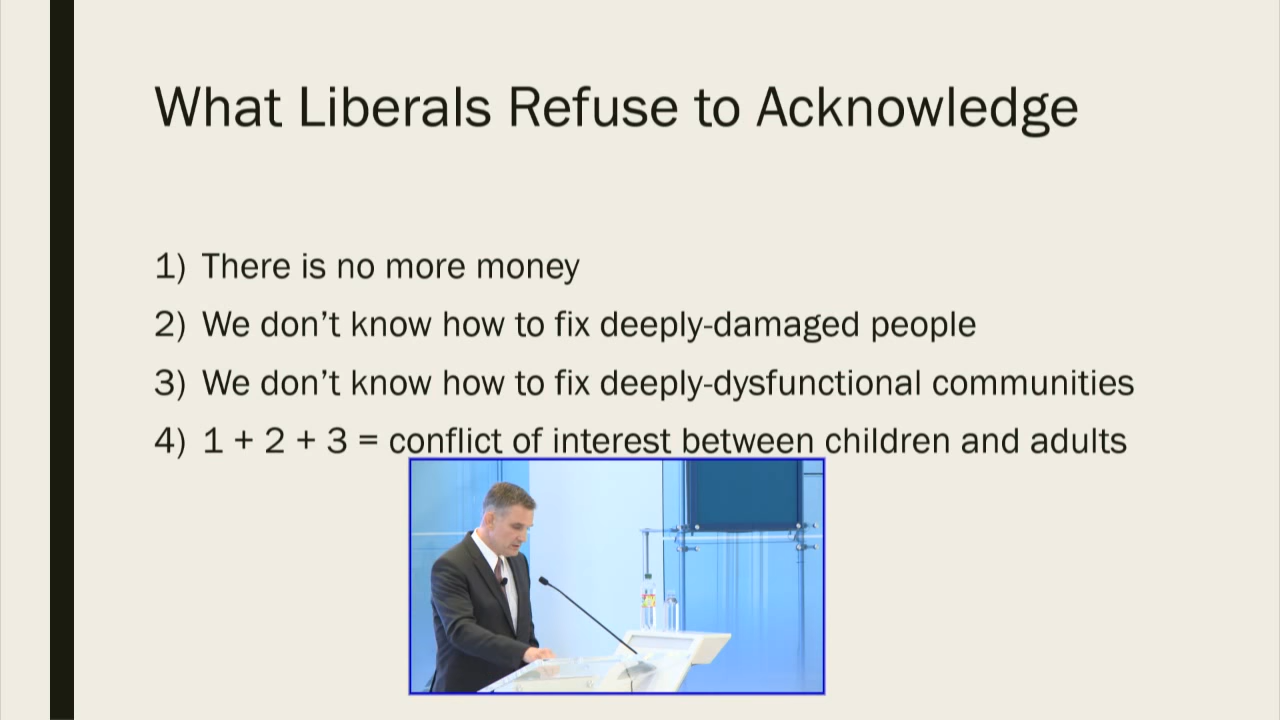 What Liberals Refuse to Acknowledge
1) There is no more money
2) We don’t know how to fix deeply-damaged people
3) We don’t know how to fix deeply-dysfunctional communities
4) 1 + 2 + 3 = conflict of interest between children and adults